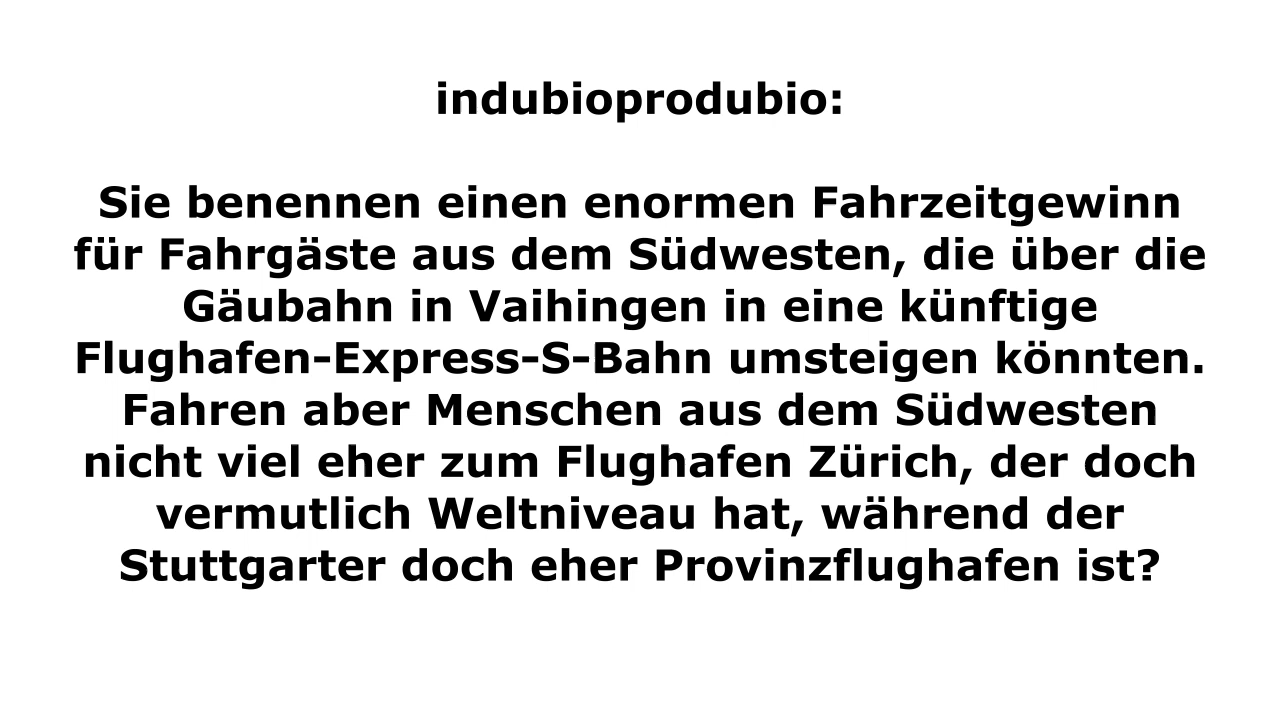 indubioprodubio:
Sie benennen einen enormen Fahrzeitgewinn
für Fahrgäste aus dem Südwesten, die über die
Gäubahn in Vaihingen in eine künftige
Flughafen-Express-S-Bahn umsteigen könnten.
Fahren aber Menschen aus dem Südwesten
nicht viel eher zum Flughafen Zürich, der doch
vermutlich Weltniveau hat, während der
Stuttgarter doch eher Provinzflughafen ist?